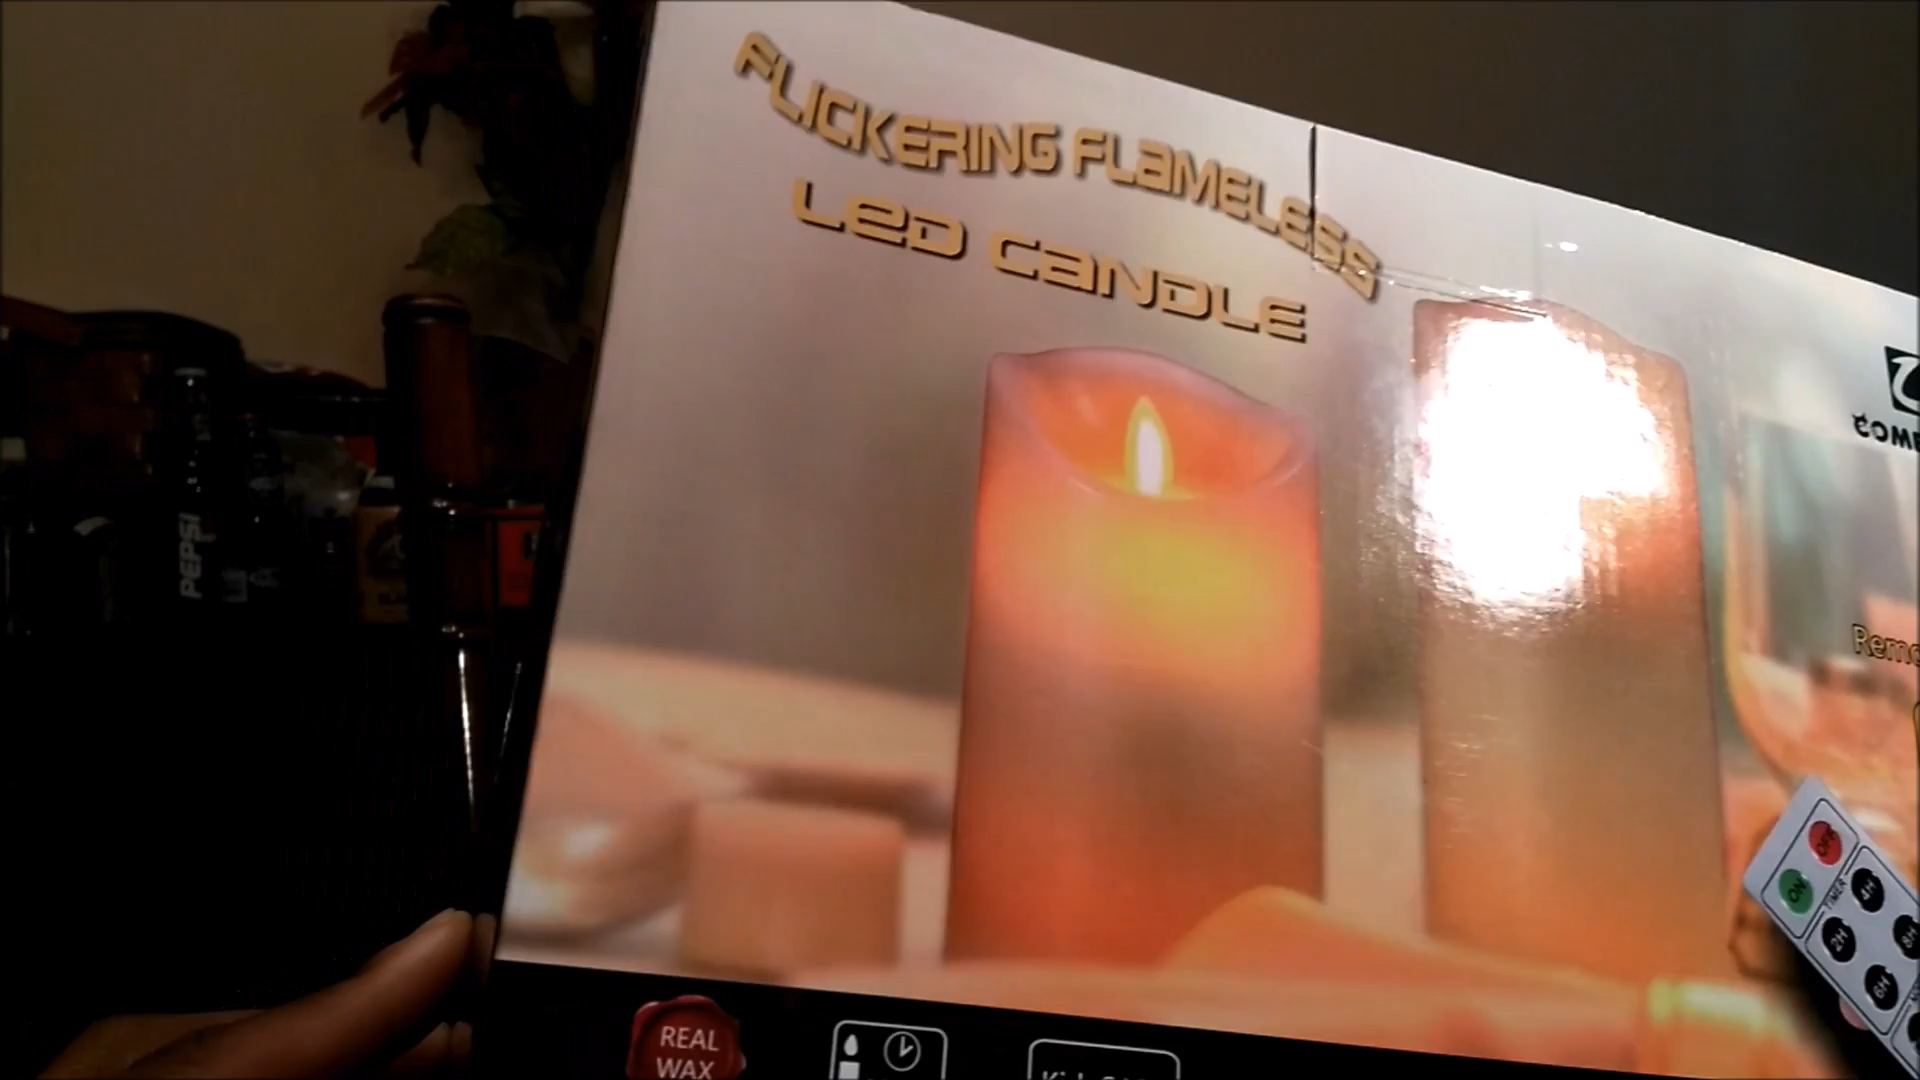 FLICKERING FLAMELESS
LED CANDLE
PEPSI
OFF
ON
TIMER
4H
2H
8H
6H
REAL
WAX